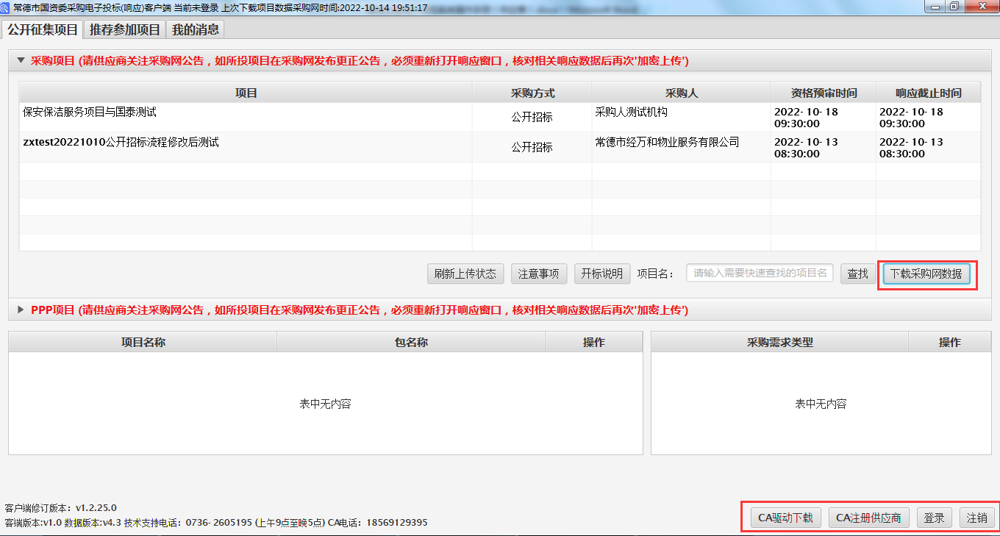 常德市国资委采购电子投标(响应)客户端 当前未登录 上次下载项目数据采购网时间:2022-10-14 19:51:17
公开征集项目 推荐参加项目 我的消息
采购项目 (请供应商关注采购网公告，如所投项目在采购网发布更正公告，必须重新打开响应窗口，核对相关响应数据后再次'加密上传')
项目 采购方式 采购人 资格预审时间 响应截止时间
保安保洁服务项目与国泰测试 公开招标 采购人测试机构 2022-10-18 09:30:00 2022-10-18 09:30:00
zxtest20221010公开招标流程修改后测试 公开招标 常德市经万和物业服务有限公司 2022-10-13 08:30:00 2022-10-13 08:30:00
刷新上传状态 注意事项 开标说明 项目名： 请输入需要快速查找的项目名 查找 下载采购网数据
PPP项目 (请供应商关注采购网公告，如所投项目在采购网发布更正公告，必须重新打开响应窗口，核对相关响应数据后再次'加密上传')
项目名称 包名称 操作 采购需求类型 操作
表中无内容 表中无内容
客户端修订版本：v1.2.25.0
客端版本:v1.0 数据版本:v4.3 技术支持电话：0736-2605195 (上午9点至晚5点) CA电话：18569129395
CA驱动下载 CA注册供应商 登录 注销